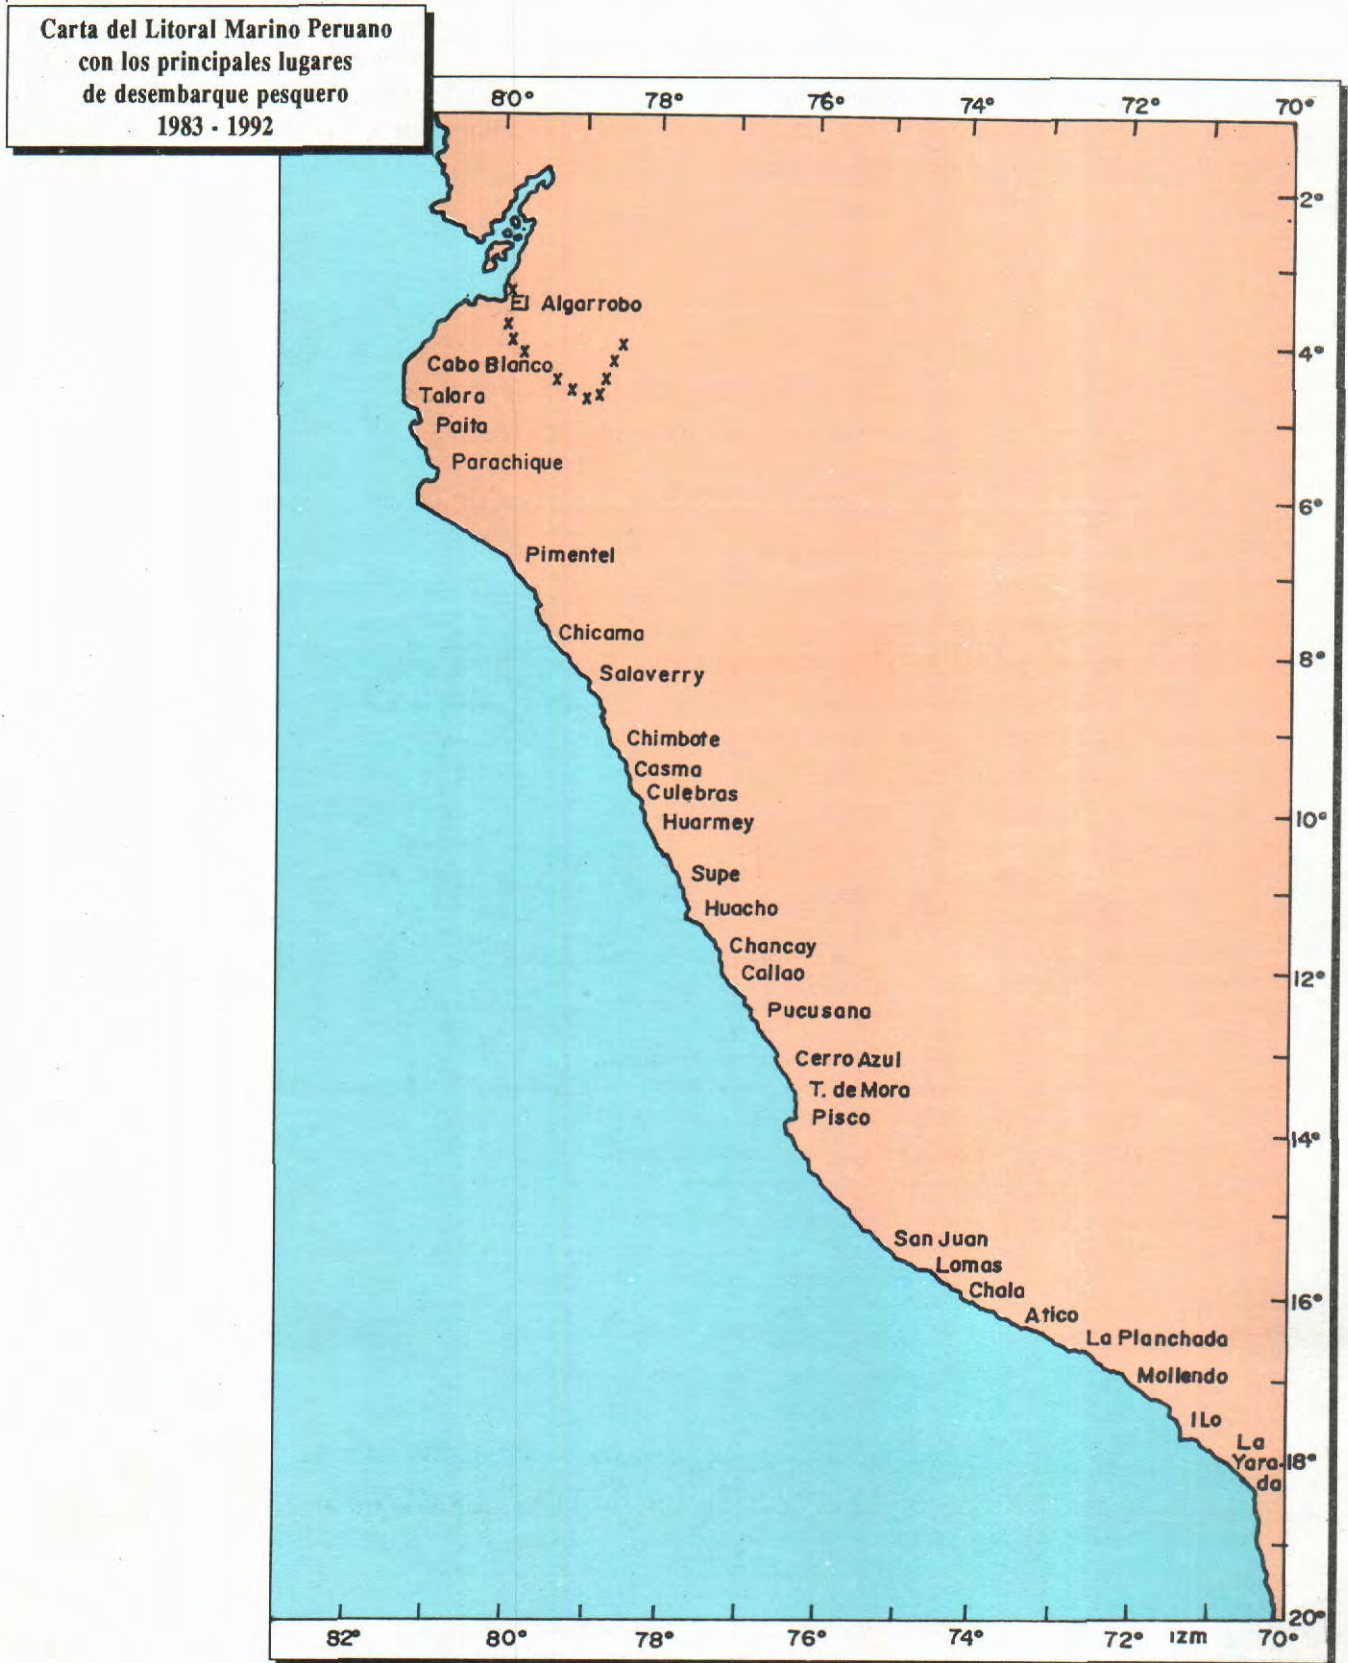 Carta del Litoral Marino Peruano
con los principales lugares
de desembarque pesquero
1983 - 1992
80° 78° 76° 74° 72° 70°
2°
El Algarrobo
4°
Cabo Blanco
Talara
Paita
Parachique
6°
Pimentel
Chicama
8°
Salaverry
Chimbote
Casma
Culebras
10°
Huarmey
Supe
Huacho
Chancay
Callao
12°
Pucusana
Cerro Azul
T. de Mora
Pisco
14°
San Juan
Lomas
Chala
16°
Atico
La Planchada
Mollendo
ILo
La
Yara-
18°
da
20°
82° 80° 78° 76° 74° 72° IZM 70°